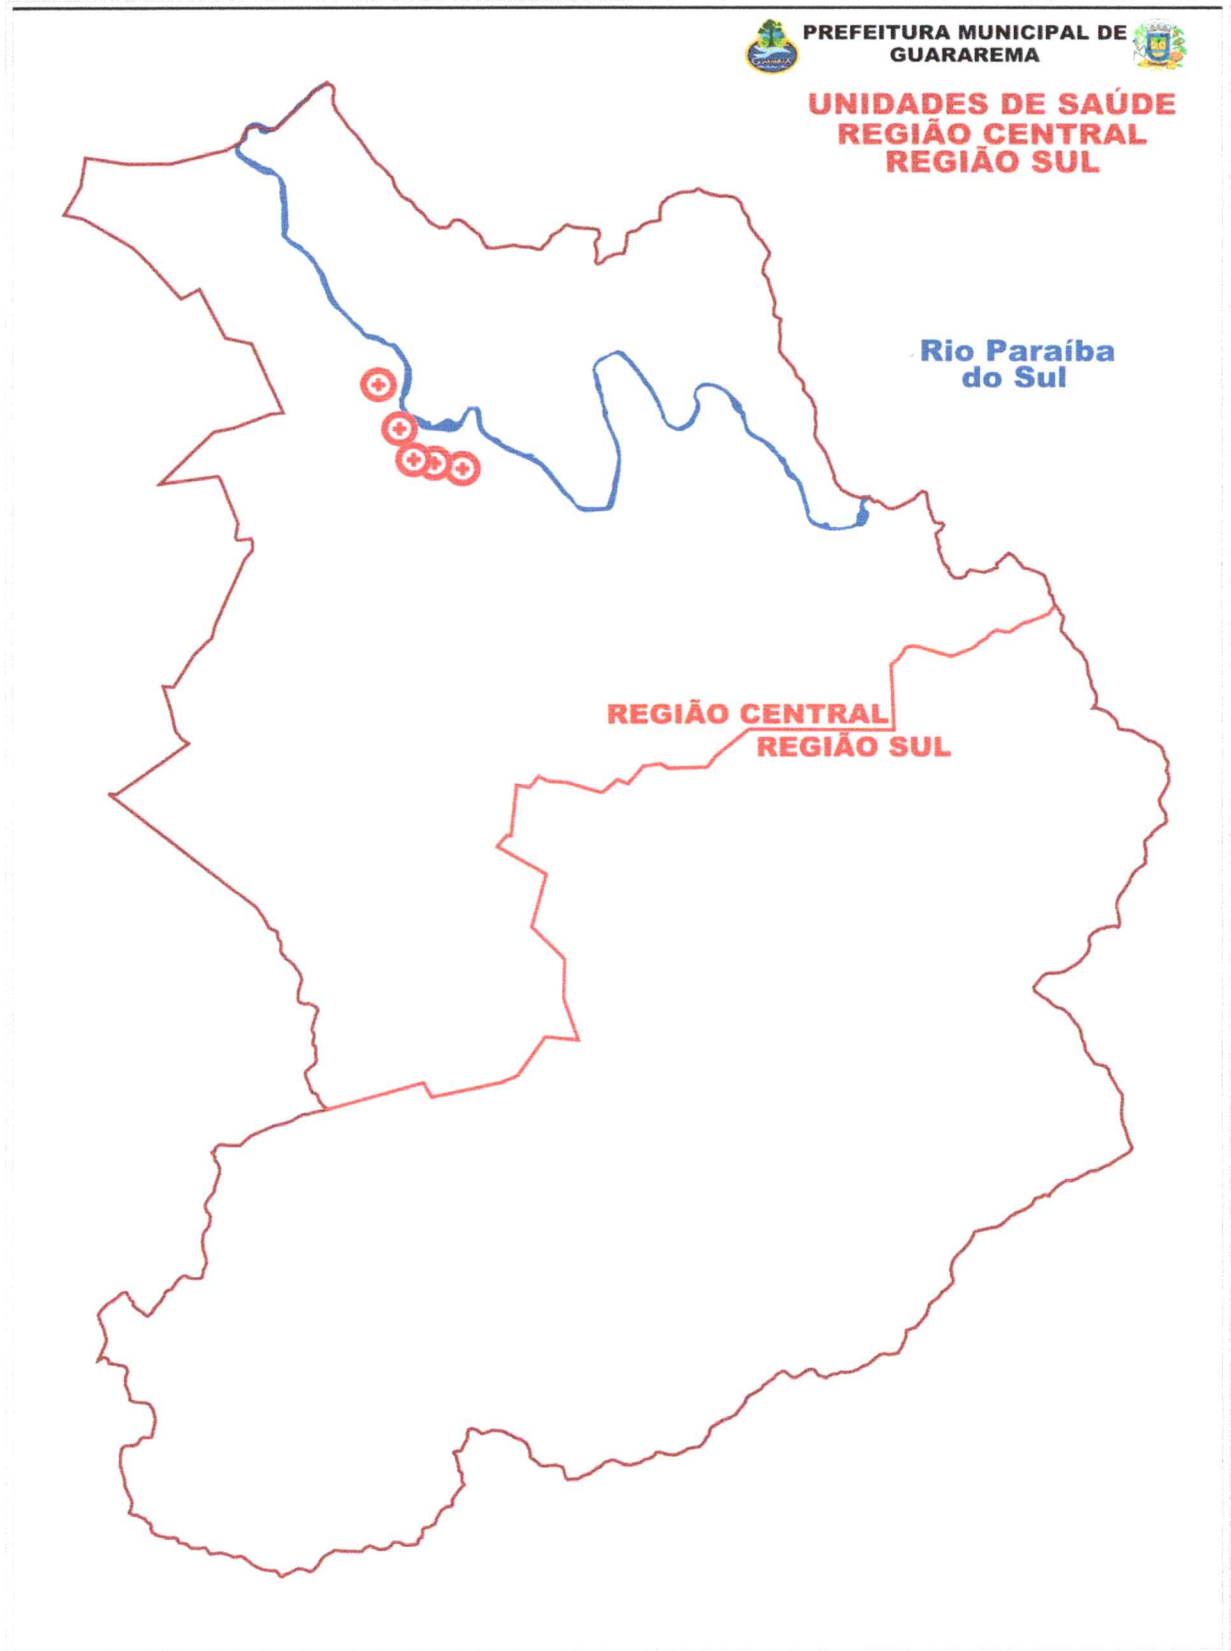 PREFEITURA MUNICIPAL DE
GUARAREMA
UNIDADES DE SAÚDE
REGIÃO CENTRAL
REGIÃO SUL
Rio Paraíba
do Sul
REGIÃO CENTRAL
REGIÃO SUL